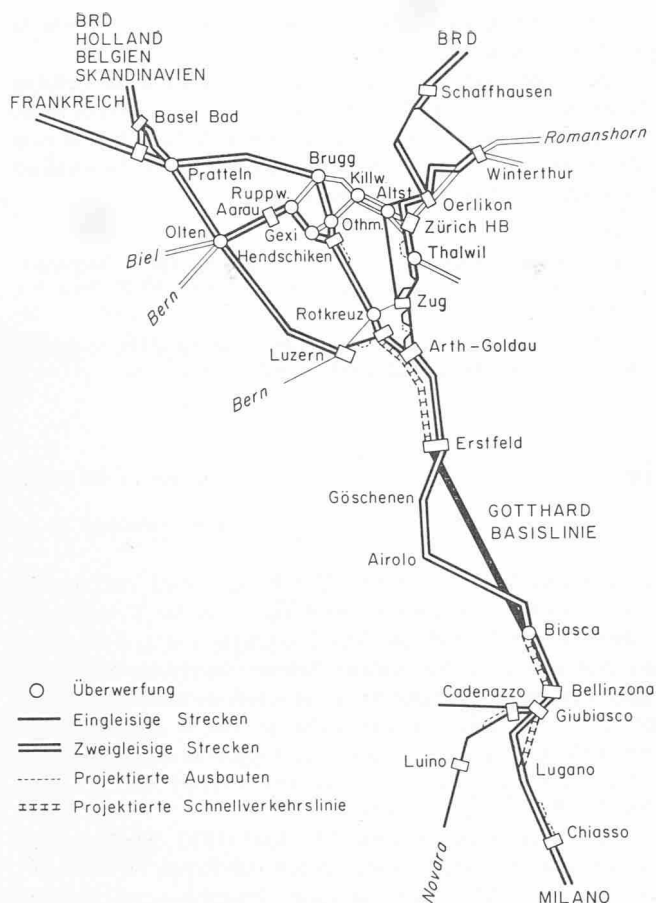 BRD
HOLLAND
BELGIEN
SKANDINAVIEN
FRANKREICH
Basel Bad
BRD
Schaffhausen
Romanshorn
Winterthur
Pratteln
Brugg
Killw.
Altst.
Oerlikon
Ruppw.
Aarau
Zürich HB
Olten
Gexi
Othm.
Hendschiken
Thalwil
Biel
Bern
Rotkreuz
Zug
Luzern
Arth-Goldau
Bern
Erstfeld
Göschenen
GOTTHARD
BASISLINIE
Airolo
Biasca
Bellinzona
Cadenazzo
Giubiasco
Luino
Lugano
Chiasso
Novara
MILANO
Überwerfung
Eingleisige Strecken
Zweigleisige Strecken
Projektierte Ausbauten
Projektierte Schnellverkehrslinie